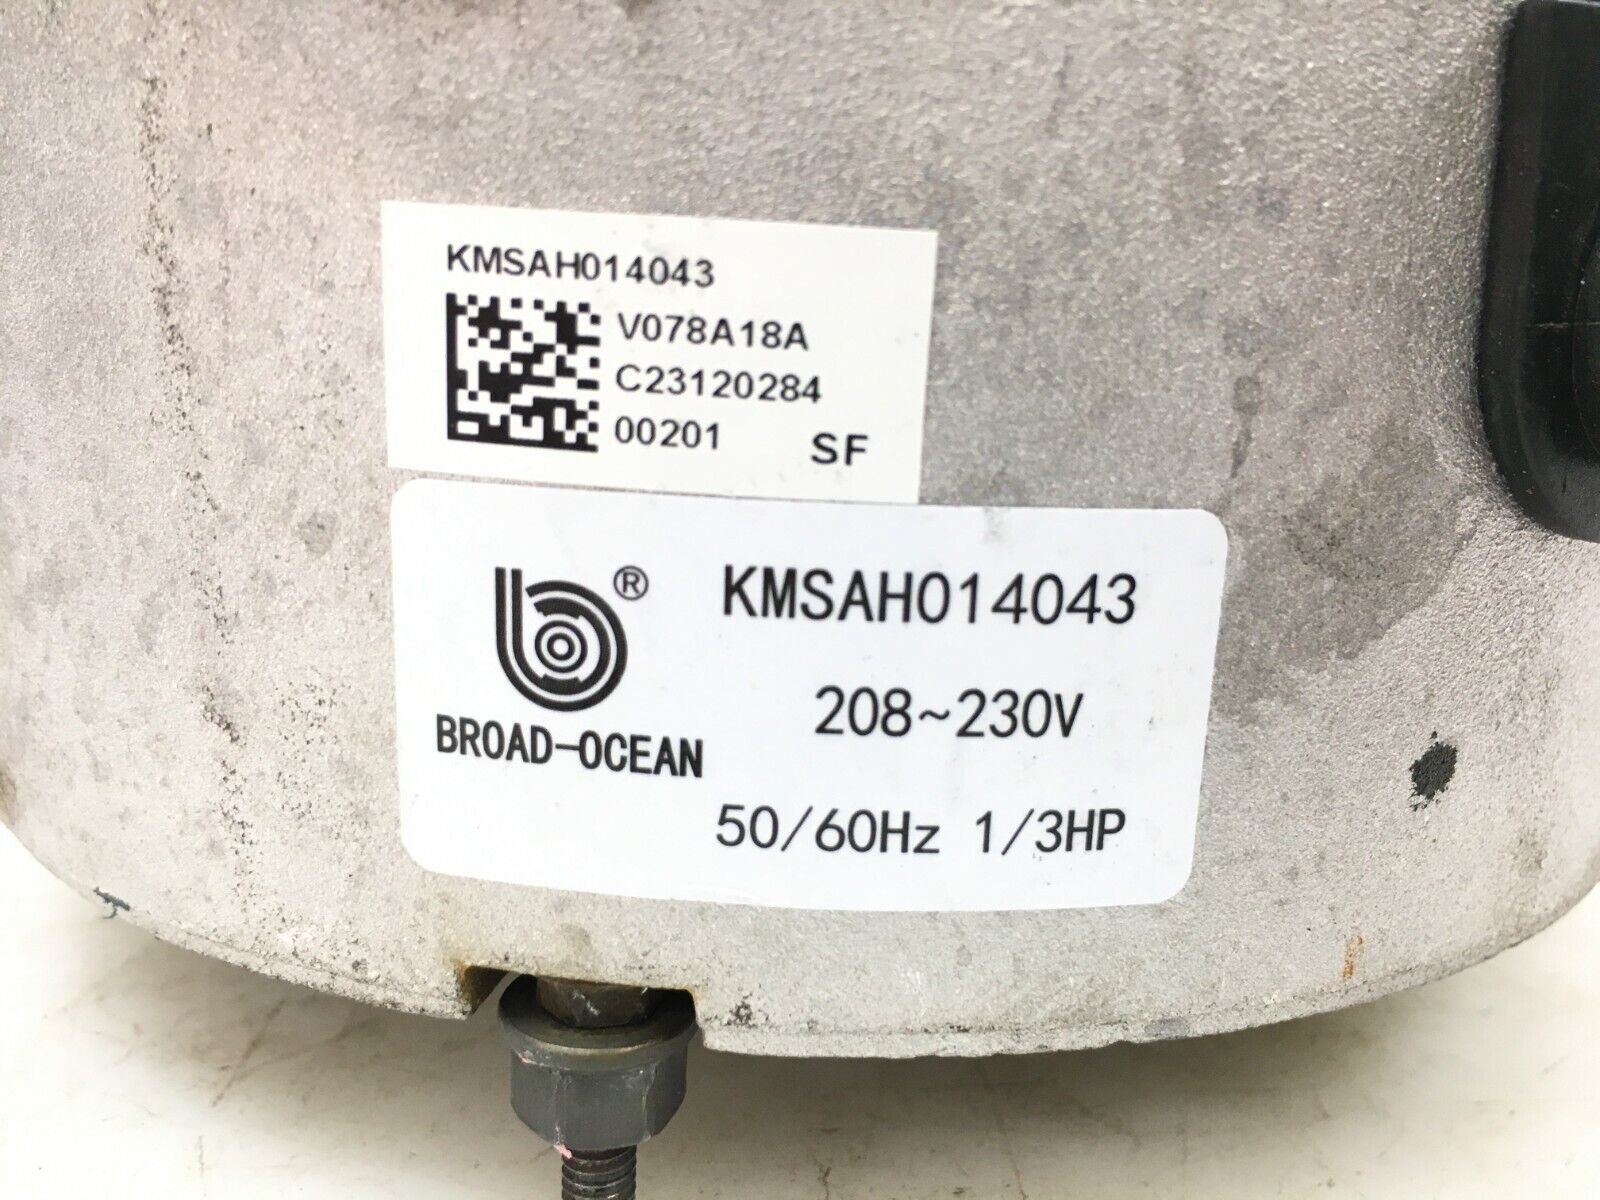 KMSAH014043
V078A18A
C23120284
00201 SF
®
KMSAH014043
BROAD-OCEAN
208~230V
50/60Hz 1/3HP